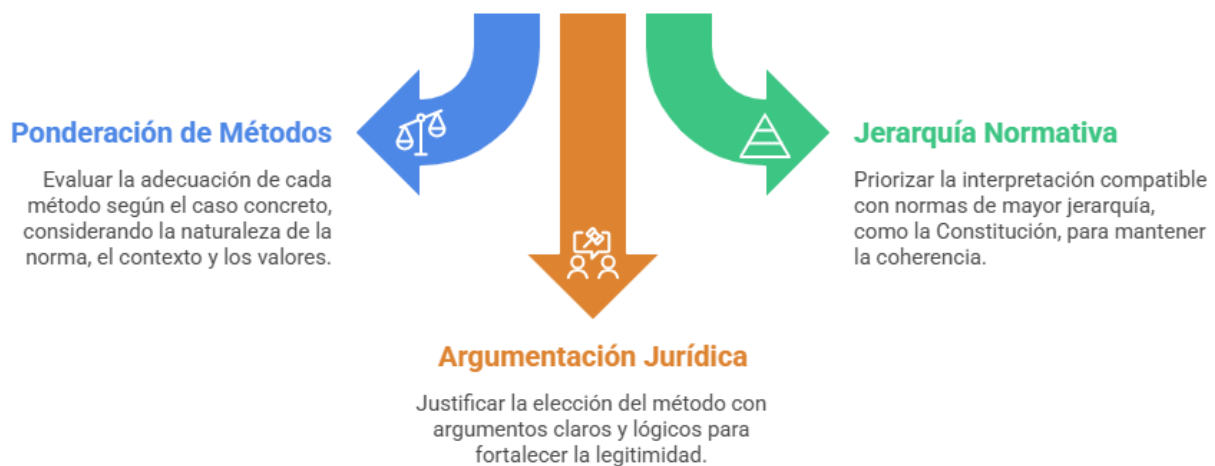 Ponderación de Métodos
Evaluar la adecuación de cada
método según el caso concreto,
considerando la naturaleza de la
norma, el contexto y los valores.
Jerarquía Normativa
Priorizar la interpretación compatible
con normas de mayor jerarquía,
como la Constitución, para mantener
la coherencia.
Argumentación Jurídica
Justificar la elección del método con
argumentos claros y lógicos para
fortalecer la legitimidad.